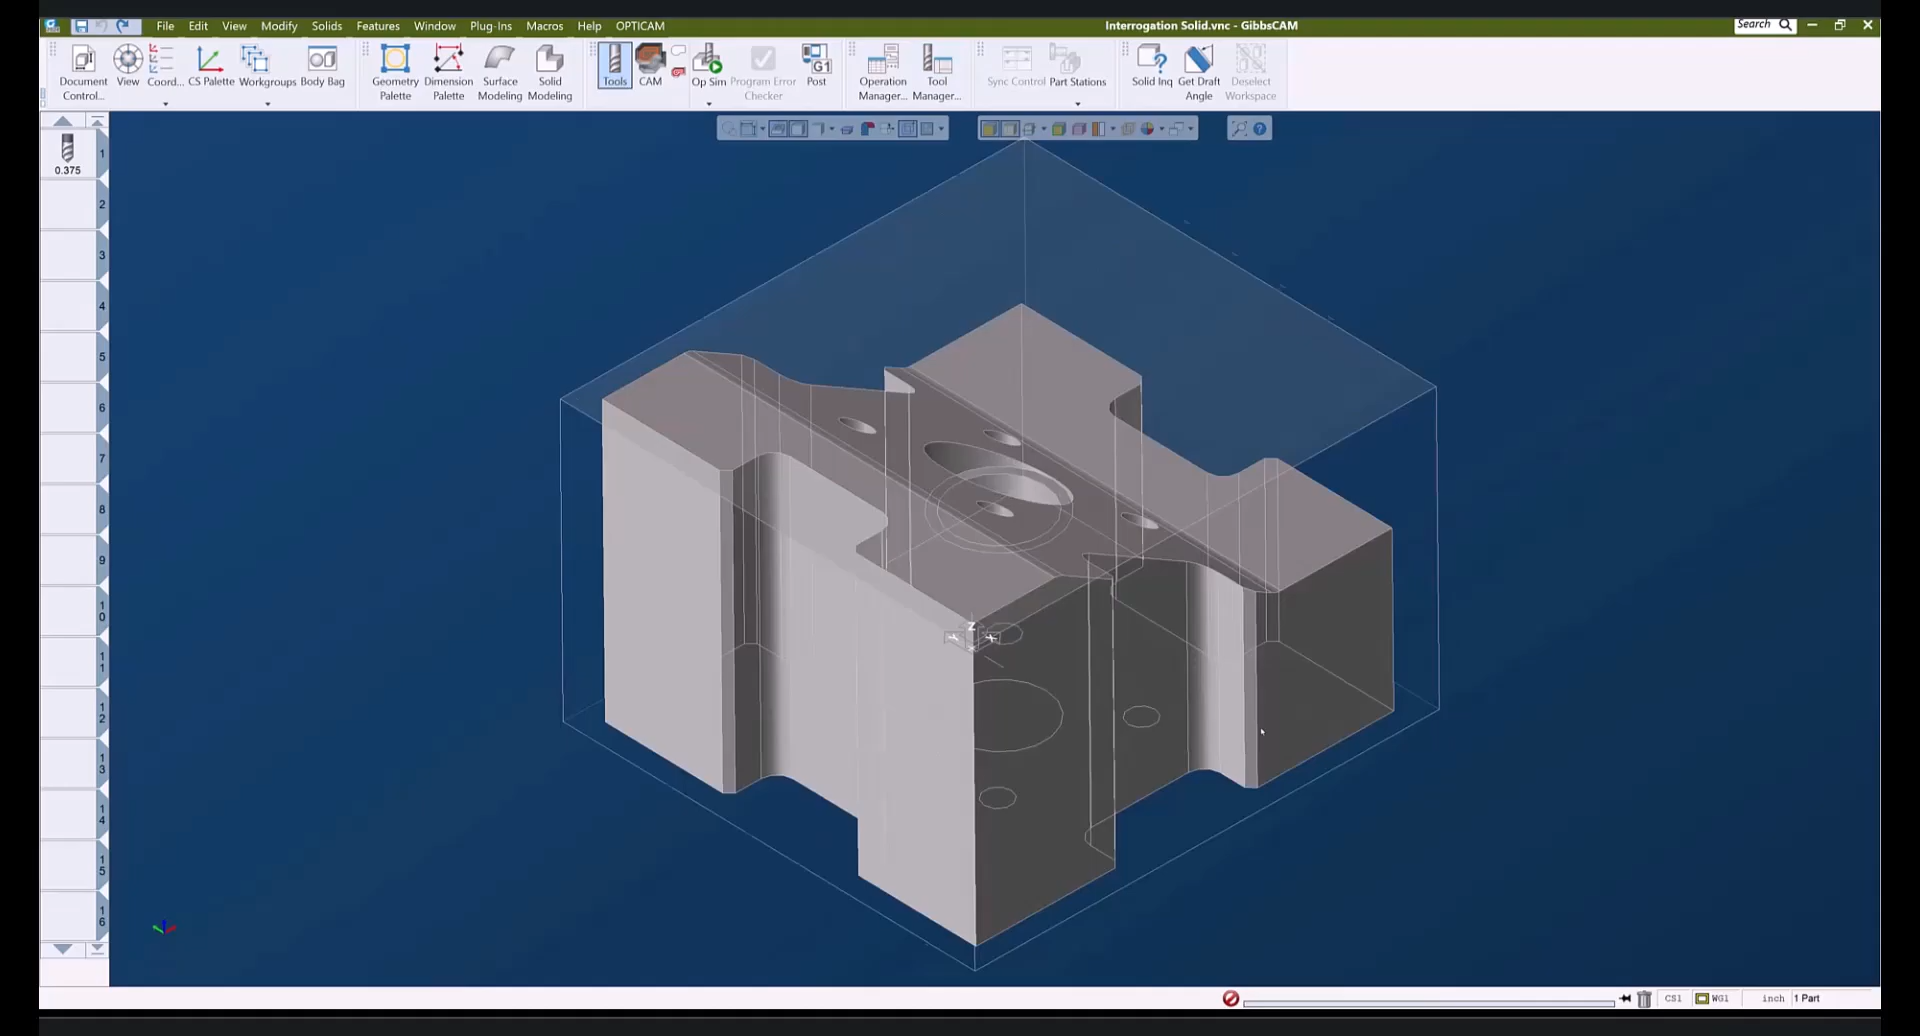 File Edit View Modify Solids Features Window Plug-Ins Macros Help OPTICAM
Interrogation Solid.vnc - GibbsCAM
Search
Document
Control...
View
Coord...
CS Palette
Workgroups
Body Bag
Geometry
Palette
Dimension
Palette
Surface
Modeling
Solid
Modeling
Tools
CAM
Op Sim
Program Error
Checker
G1
Post
Operation
Manager...
Tool
Manager...
Sync Control
Part Stations
Solid Inq
Get Draft
Angle
Deselect
Workspace
0.375
1
2
3
4
5
6
7
8
9
10
11
12
13
14
15
16
Z
CS1 WG1 inch 1 Part